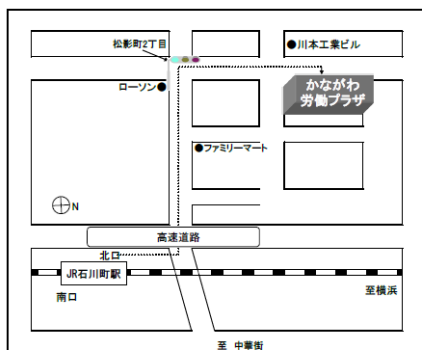 松影町2丁目
●川本工業ビル
ローソン●
かながわ
労働プラザ
●ファミリーマート
N
高速道路
北口
JR石川町駅
南口
至横浜
至 中華街